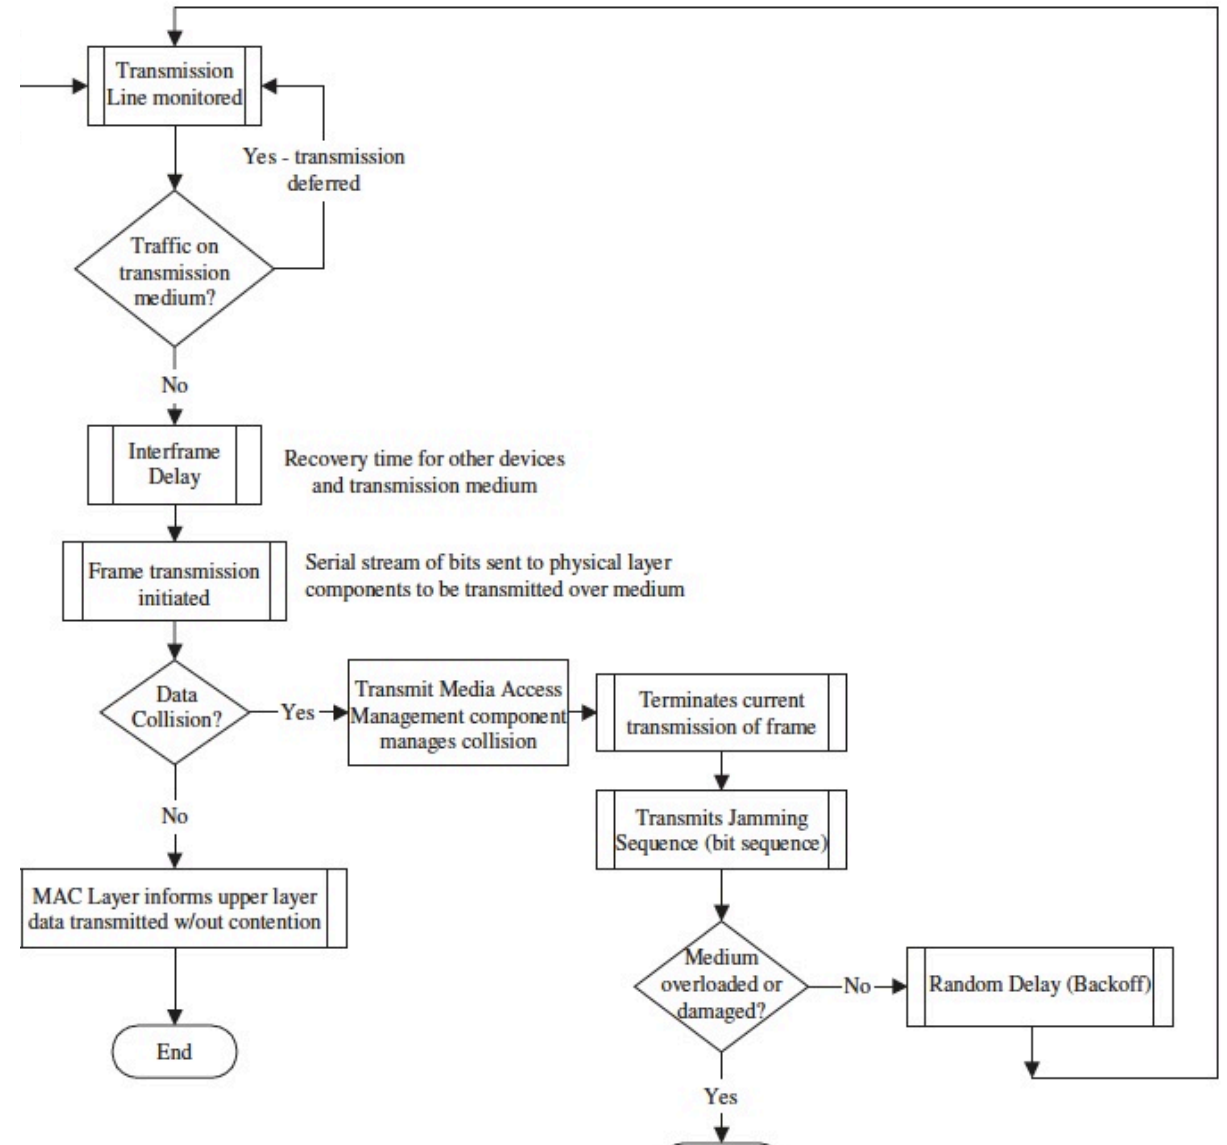 Transmission
Line monitored
Yes - transmission
deferred
Traffic on
transmission
medium?
No
Interframe
Delay
Recovery time for other devices
and transmission medium
Frame transmission
initiated
Serial stream of bits sent to physical layer
components to be transmitted over medium
Data
Collision?
Yes
Transmit Media Access
Management component
manages collision
Terminates current
transmission of frame
No
Transmits Jamming
Sequence (bit sequence)
MAC Layer informs upper layer
data transmitted w/out contention
Medium
overloaded or
damaged?
No
Random Delay (Backoff)
End
Yes